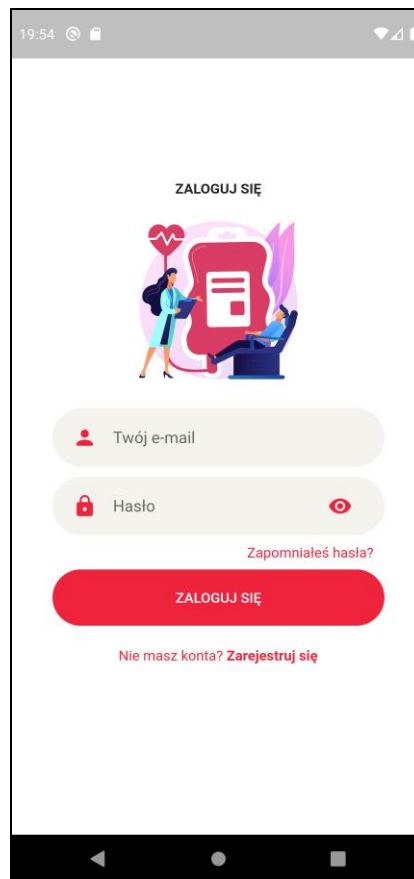 19:54
ZALOGUJ SIĘ
Twój e-mail
Hasło
Zapomniałeś hasła?
ZALOGUJ SIĘ
Nie masz konta? Zarejestruj się